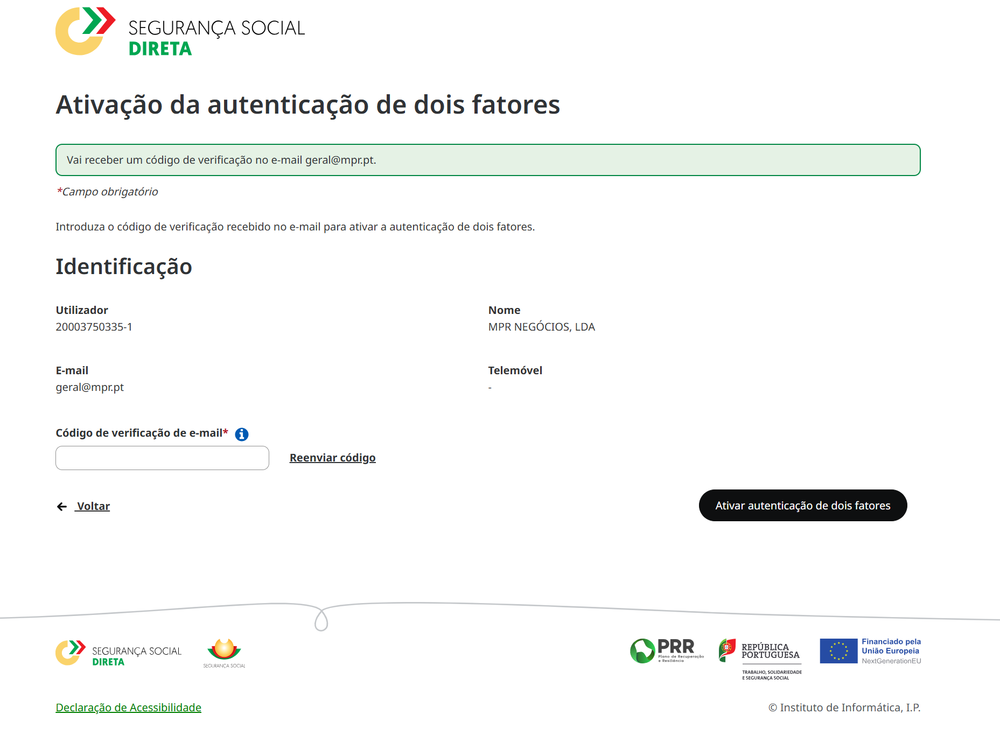 SEGURANÇA SOCIAL
DIRETA
Ativação da autenticação de dois fatores
Vai receber um código de verificação no e-mail geral@mpr.pt.
*Campo obrigatório
Introduza o código de verificação recebido no e-mail para ativar a autenticação de dois fatores.
Identificação
Utilizador
20003750335-1
Nome
MPR NEGÓCIOS, LDA
E-mail
geral@mpr.pt
Telemóvel
-
Código de verificação de e-mail*
Reenviar código
Voltar
Ativar autenticação de dois fatores
SEGURANÇA SOCIAL
DIRETA
SEGURANÇA SOCIAL
PRR
Plano de Recuperação
e Resiliência
REPÚBLICA
PORTUGUESA
TRABALHO, SOLIDARIEDADE
E SEGURANÇA SOCIAL
Financiado pela
União Europeia
NextGenerationEU
Declaração de Acessibilidade
© Instituto de Informática, I.P.